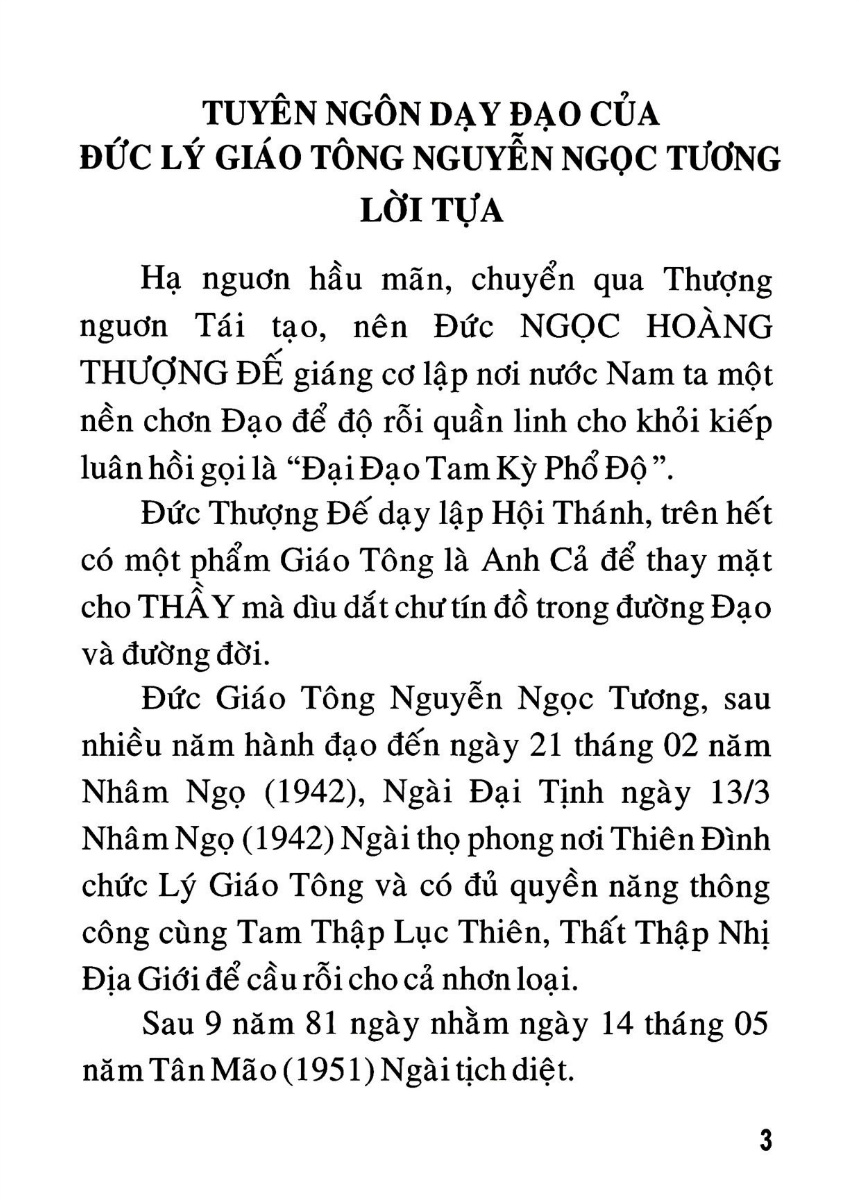 TUYÊN NGÔN DẠY ĐẠO CỦA
ĐỨC LÝ GIÁO TÔNG NGUYỄN NGỌC TƯƠNG
LỜI TỰA
Hạ nguơn hầu mãn, chuyển qua Thượng
nguơn Tái tạo, nên Đức NGỌC HOÀNG
THƯỢNG ĐẾ giáng cơ lập nơi nước Nam ta một
nền chơn Đạo để độ rỗi quần linh cho khỏi kiếp
luân hồi gọi là “Đại Đạo Tam Kỳ Phổ Độ”.
Đức Thượng Đế dạy lập Hội Thánh, trên hết
có một phẩm Giáo Tông là Anh Cả để thay mặt
cho THẦY mà dìu dắt chư tín đồ trong đường Đạo
và đường đời.
Đức Giáo Tông Nguyễn Ngọc Tương, sau
nhiều năm hành đạo đến ngày 21 tháng 02 năm
Nhâm Ngọ (1942), Ngài Đại Tịnh ngày 13/3
Nhâm Ngọ (1942) Ngài thọ phong nơi Thiên Đình
chức Lý Giáo Tông và có đủ quyền năng thông
công cùng Tam Thập Lục Thiên, Thất Thập Nhị
Địa Giới để cầu rỗi cho cả nhơn loại.
Sau 9 năm 81 ngày nhằm ngày 14 tháng 05
năm Tân Mão (1951) Ngài tịch diệt.
3